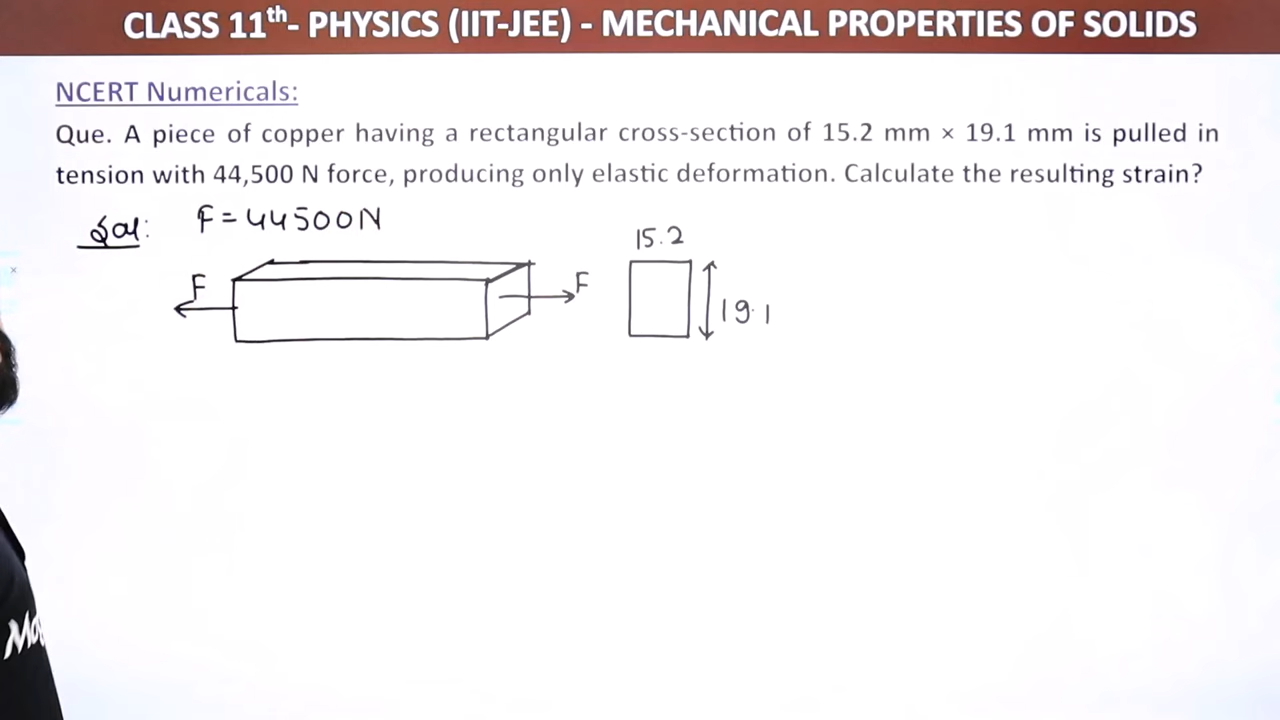 CLASS 11th- PHYSICS (IIT-JEE) - MECHANICAL PROPERTIES OF SOLIDS
NCERT Numericals:
Que. A piece of copper having a rectangular cross-section of 15.2 mm × 19.1 mm is pulled in
tension with 44,500 N force, producing only elastic deformation. Calculate the resulting strain?
Sol: F = 44500N
15.2
F
F
19.1